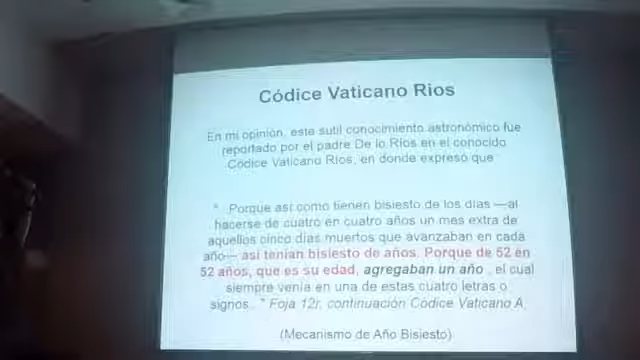 Códice Vaticano Rios
En mi opinión, este sutil conocimiento astronómico fue
reportado por el padre De lo Ríos en el conocido
Códice Vaticano Ríos, en donde expresó que
" Porque así como tienen bisiesto de los días —al
hacerse de cuatro en cuatro años un mes extra de
aquellos cinco días muertos que avanzaban en cada
año— así tenían bisiesto de años. Porque de 52 en
52 años, que es su edad, agregaban un año , el cual
siempre venía en una de estas cuatro letras o
signos.." Foja 12r, continuación Códice Vaticano A,
(Mecanismo de Año Bisiesto)